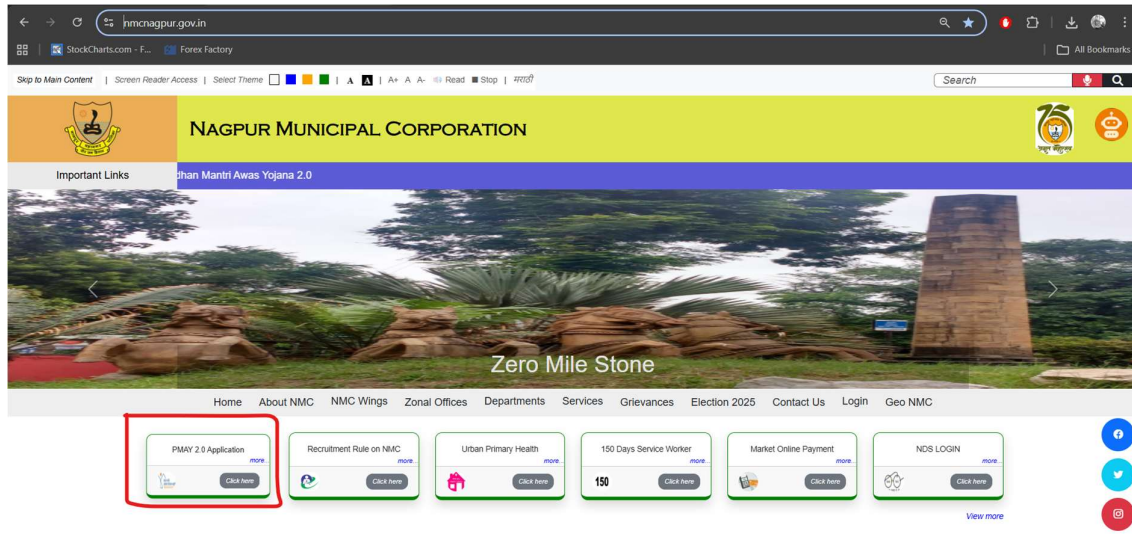 nmcnagpur.gov.in
StockCharts.com - F... Forex Factory All Bookmarks
Skip to Main Content | Screen Reader Access | Select Theme | A A | A+ A A- Read Stop | मराठी Search
NAGPUR MUNICIPAL CORPORATION
75
Important Links dhan Mantri Awas Yojana 2.0
Zero Mile Stone
Home About NMC NMC Wings Zonal Offices Departments Services Grievances Election 2025 Contact Us Login Geo NMC
PMAY 2.0 Application Recruitment Rule on NMC Urban Primary Health 150 Days Service Worker Market Online Payment NDS LOGIN
more... more... more... more... more... more...
Click here Click here Click here 150 Click here Click here Click here
View more